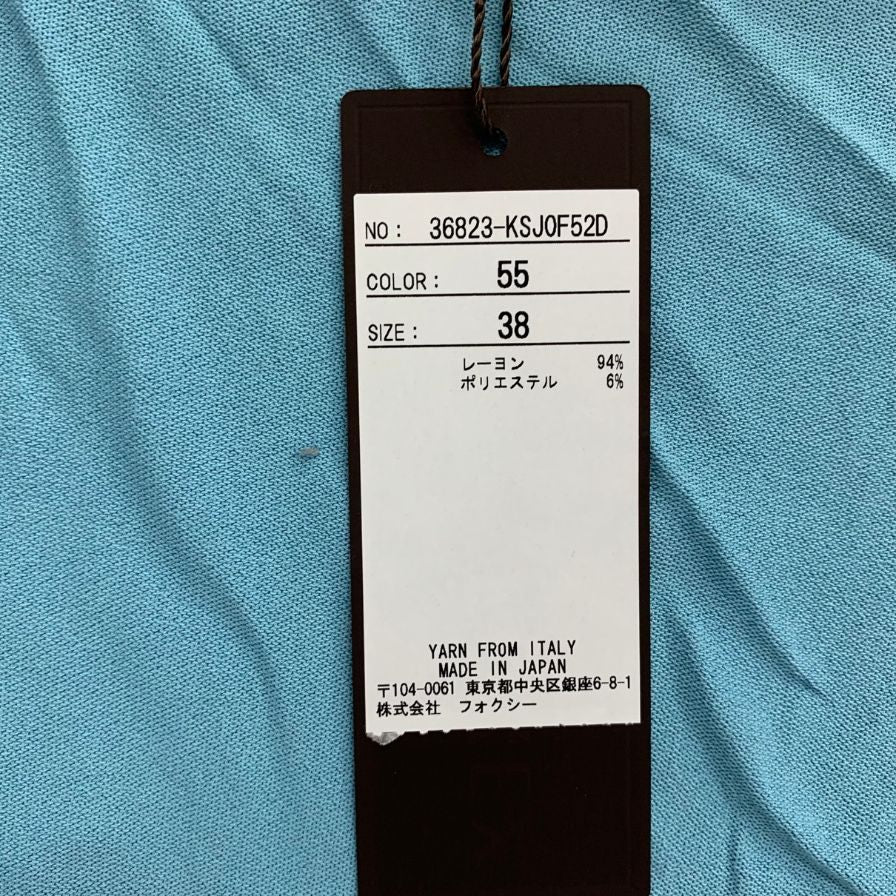 NO : 36823-KSJ0F52D
COLOR : 55
SIZE : 38
レーヨン 94%
ポリエステル 6%
YARN FROM ITALY
MADE IN JAPAN
〒104-0061 東京都中央区銀座6-8-1
株式会社 フォクシー